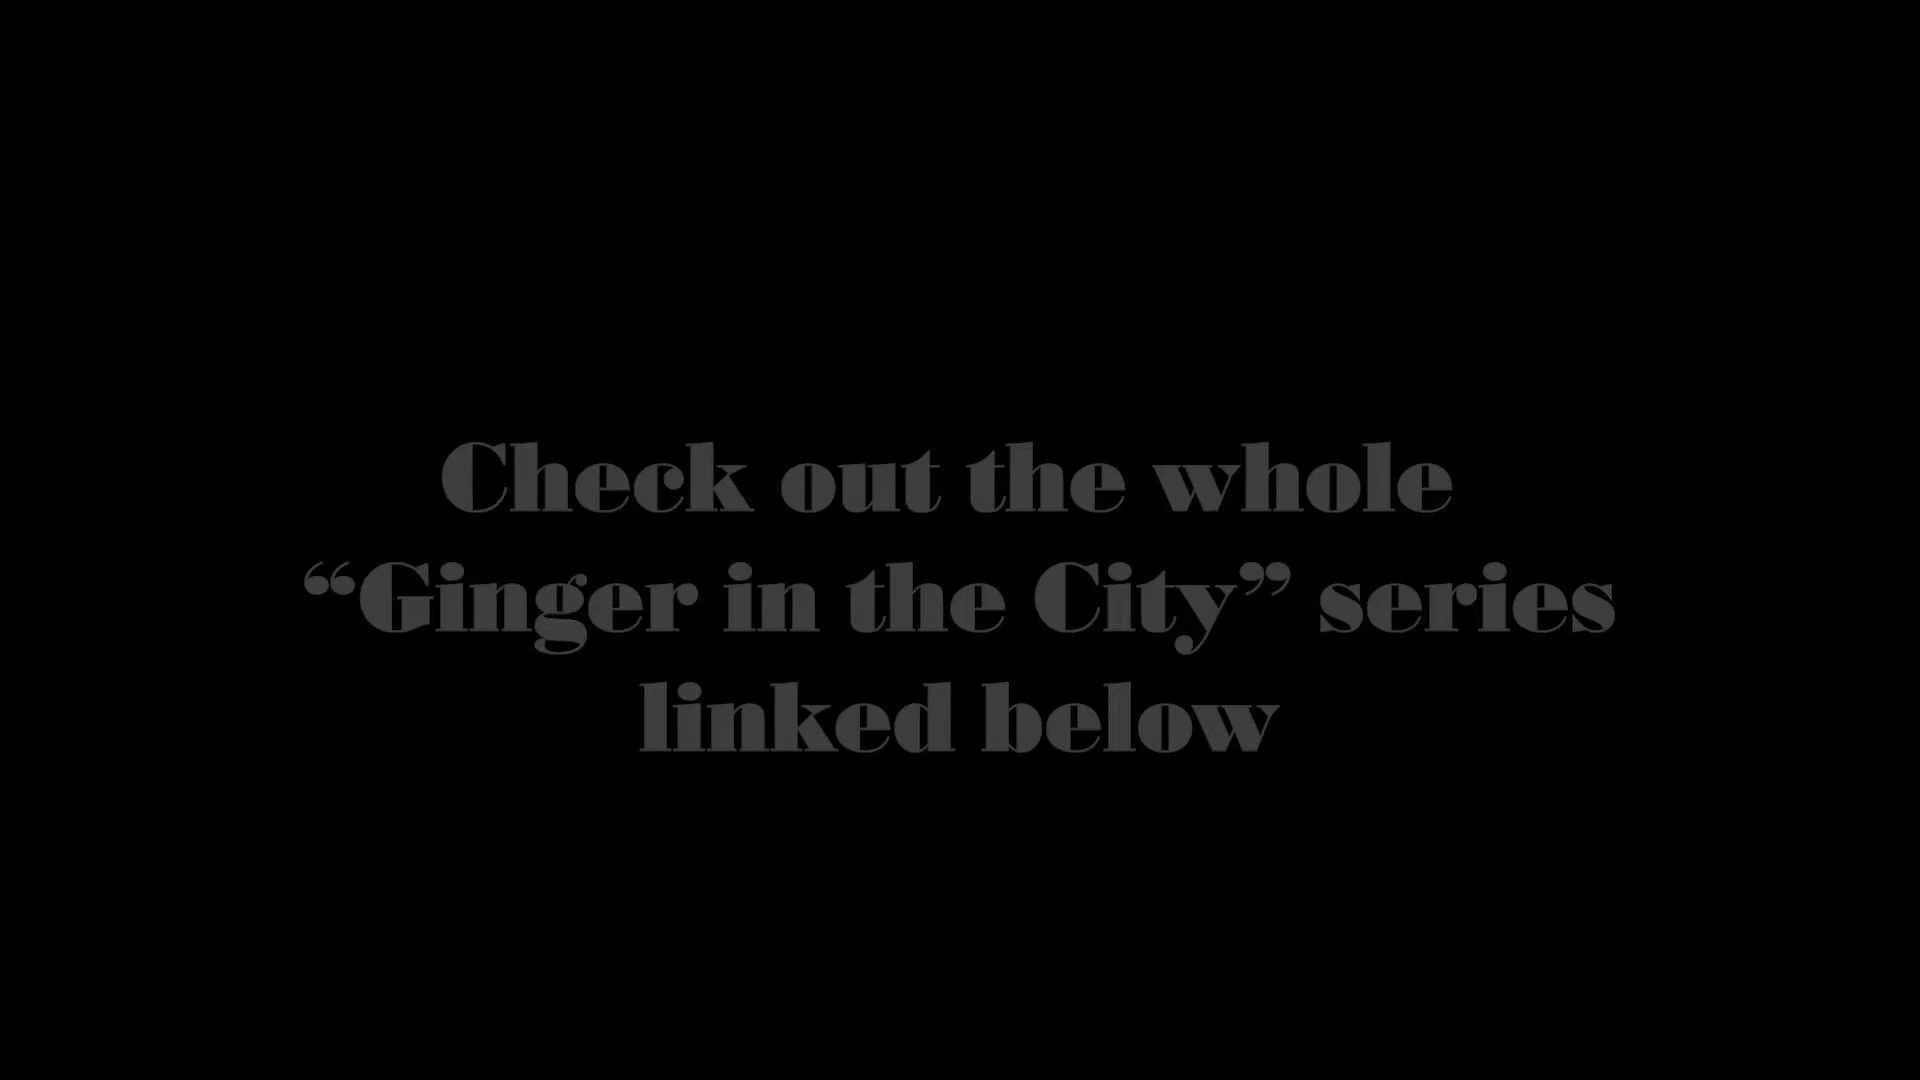 Check out the whole
“Ginger in the City” series
linked below